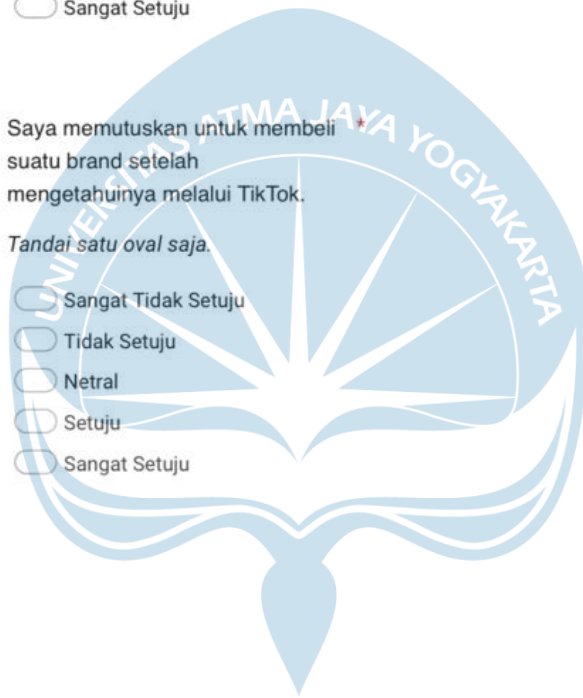 Sangat Setuju
UNIVERSITAS ATMA JAYA YOGYAKARTA
Saya memutuskan untuk membeli *
suatu brand setelah
mengetahuinya melalui TikTok.
Tandai satu oval saja.
Sangat Tidak Setuju
Tidak Setuju
Netral
Setuju
Sangat Setuju